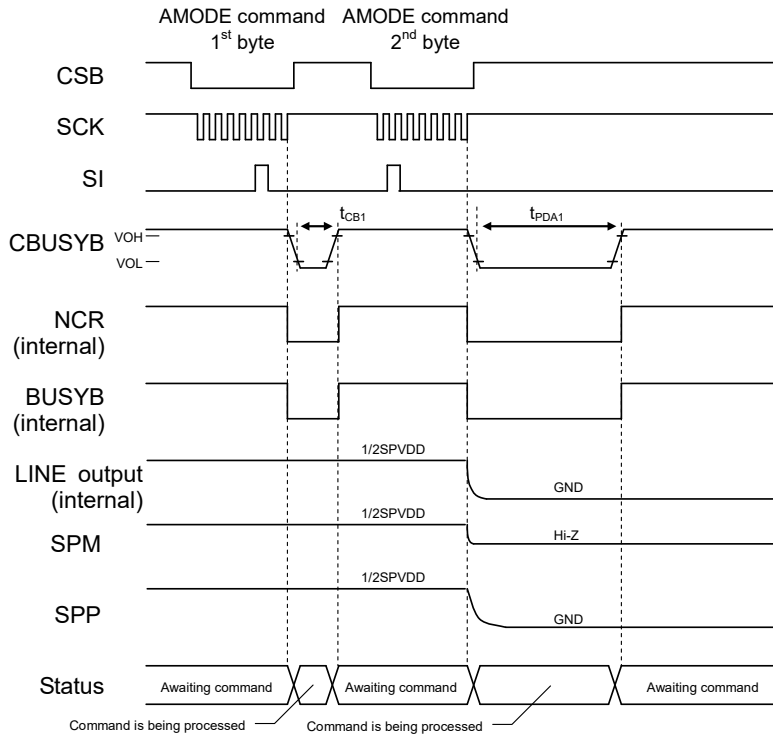 AMODE command AMODE command
1st byte 2nd byte
CSB
SCK
SI
tCB1 tPDA1
CBUSYB VOH
VOL
NCR
(internal)
BUSYB
(internal)
1/2SPVDD
LINE output
(internal) GND
1/2SPVDD
SPM Hi-Z
1/2SPVDD
SPP GND
Status Awaiting command Awaiting command Awaiting command
Command is being processed Command is being processed